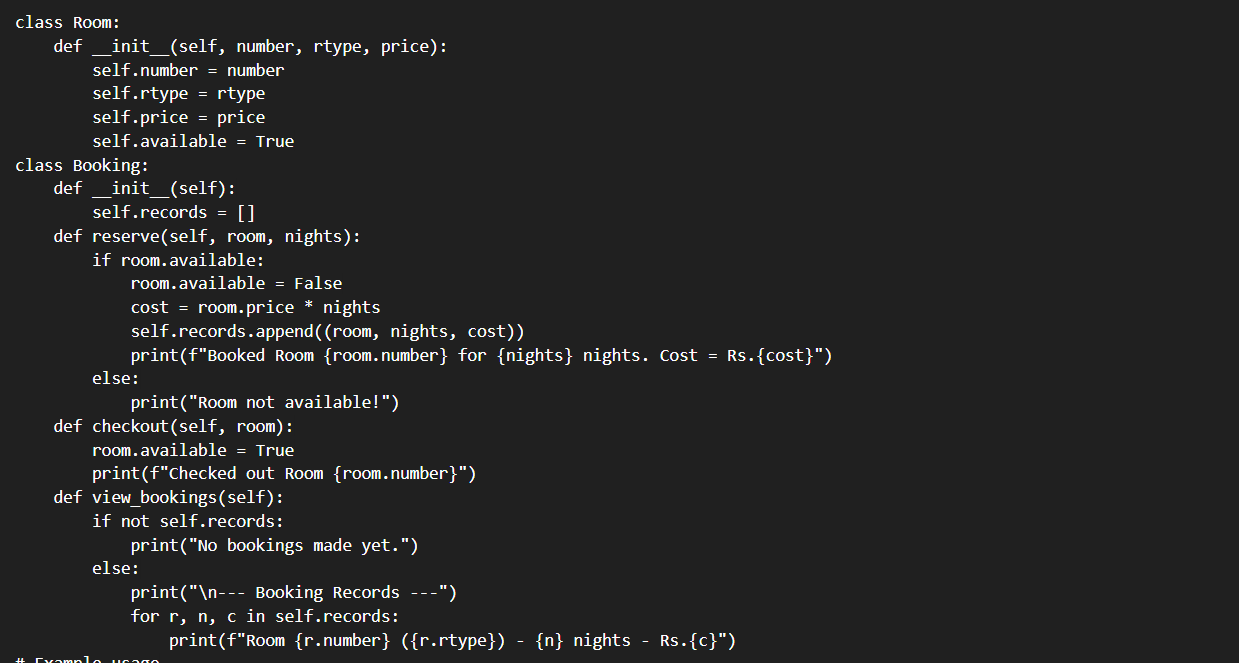 class Room:
    def __init__(self, number, rtype, price):
        self.number = number
        self.rtype = rtype
        self.price = price
        self.available = True
class Booking:
    def __init__(self):
        self.records = []
    def reserve(self, room, nights):
        if room.available:
            room.available = False
            cost = room.price * nights
            self.records.append((room, nights, cost))
            print(f"Booked Room {room.number} for {nights} nights. Cost = Rs.{cost}")
        else:
            print("Room not available!")
    def checkout(self, room):
        room.available = True
        print(f"Checked out Room {room.number}")
    def view_bookings(self):
        if not self.records:
            print("No bookings made yet.")
        else:
            print("\n--- Booking Records ---")
            for r, n, c in self.records:
                print(f"Room {r.number} ({r.rtype}) - {n} nights - Rs.{c}")
# Example usage